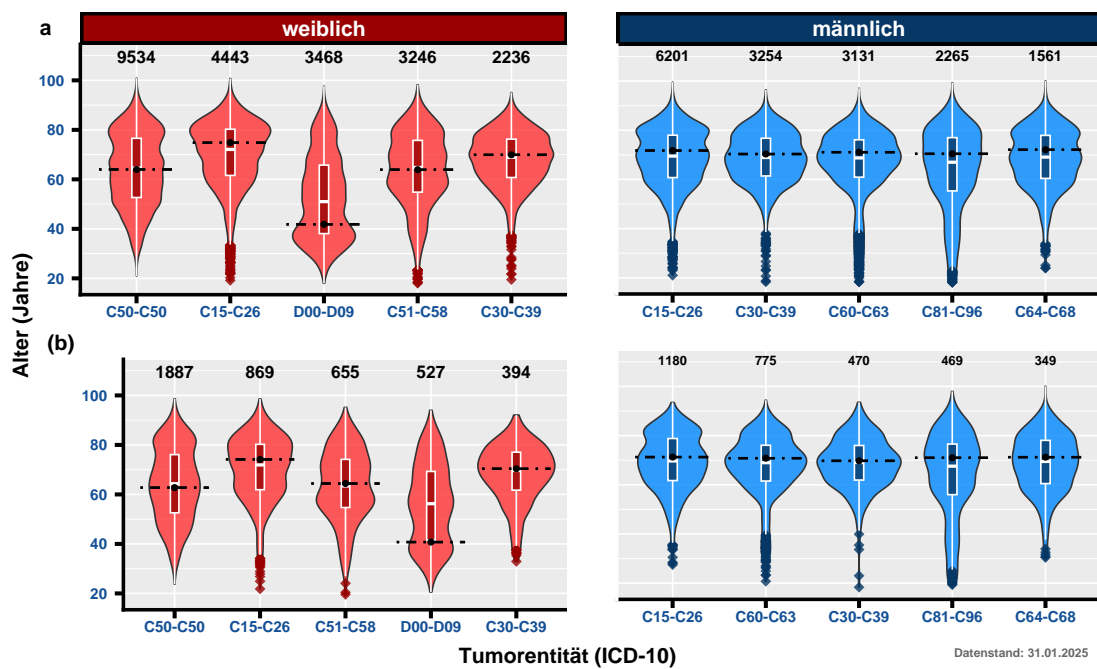 a
weiblich männlich
9534 4443 3468 3246 2236 6201 3254 3131 2265 1561
100
80
60
40
20
C50-C50 C15-C26 D00-D09 C51-C58 C30-C39 C15-C26 C30-C39 C60-C63 C81-C96 C64-C68
Alter (Jahre)
(b)
1887 869 655 527 394 1180 775 470 469 349
100
80
60
40
20
C50-C50 C15-C26 C51-C58 D00-D09 C30-C39 C15-C26 C60-C63 C30-C39 C81-C96 C64-C68
Tumorentität (ICD-10)
Datenstand: 31.01.2025